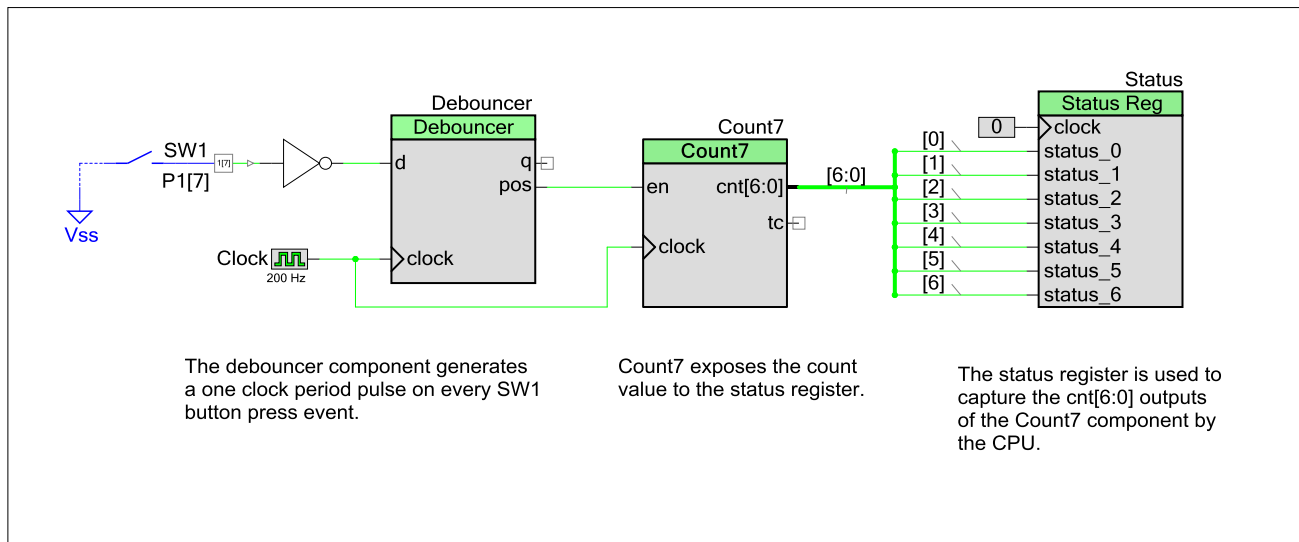 SW1
1[7]
P1[7]
Vss
Clock
200 Hz
Debouncer
Debouncer
d
q
pos
clock
Count7
Count7
en
cnt[6:0]
tc
clock
[6:0]
Status
Status Reg
0
clock
[0]
status_0
[1]
status_1
[2]
status_2
[3]
status_3
[4]
status_4
[5]
status_5
[6]
status_6
The debouncer component generates
a one clock period pulse on every SW1
button press event.
Count7 exposes the count
value to the status register.
The status register is used to
capture the cnt[6:0] outputs
of the Count7 component by
the CPU.